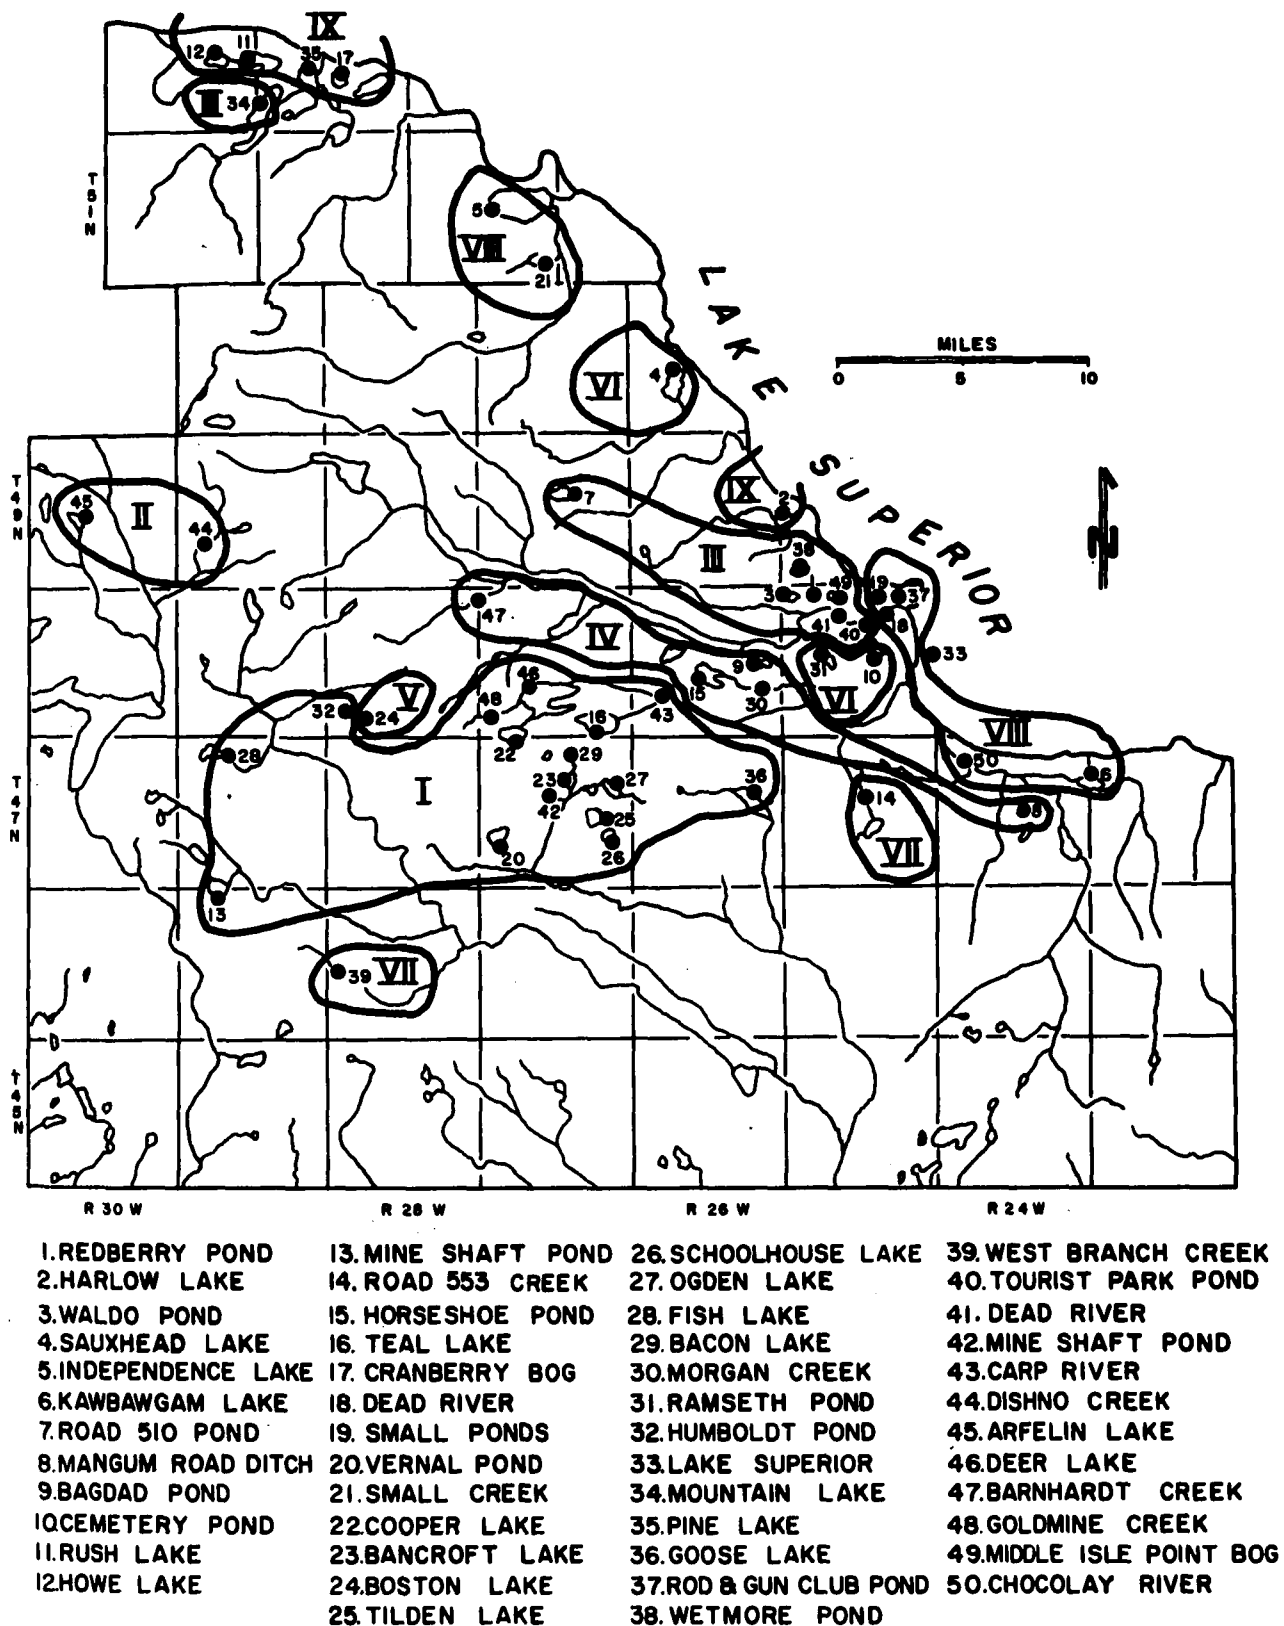 IX
12 11 35 17
III 34
T51N
5
VIII
21
LAKE SUPERIOR
MILES
0 5 10
VI 4
T49N
45 II 44
7
IX 2
III 38
3 49 19 37
41 40 18
N
47
IV
33
9 31 10
15 30 VI
46
V
32 24
48 43
16
22
28 29
VIII
50 6
I
23 27 36
42
14 8
25
T47N
20 26
VII
13
39 VII
T45N
R 30 W R 28 W R 26 W R 24 W
1. REDBERRY POND
2. HARLOW LAKE
3. WALDO POND
4. SAUXHEAD LAKE
5. INDEPENDENCE LAKE
6. KAWBAWGAM LAKE
7. ROAD 510 POND
8. MANGUM ROAD DITCH
9. BAGDAD POND
10. CEMETERY POND
11. RUSH LAKE
12. HOWE LAKE
13. MINE SHAFT POND
14. ROAD 553 CREEK
15. HORSESHOE POND
16. TEAL LAKE
17. CRANBERRY BOG
18. DEAD RIVER
19. SMALL PONDS
20. VERNAL POND
21. SMALL CREEK
22. COOPER LAKE
23. BANCROFT LAKE
24. BOSTON LAKE
25. TILDEN LAKE
26. SCHOOLHOUSE LAKE
27. OGDEN LAKE
28. FISH LAKE
29. BACON LAKE
30. MORGAN CREEK
31. RAMSETH POND
32. HUMBOLDT POND
33. LAKE SUPERIOR
34. MOUNTAIN LAKE
35. PINE LAKE
36. GOOSE LAKE
37. ROD & GUN CLUB POND
38. WETMORE POND
39. WEST BRANCH CREEK
40. TOURIST PARK POND
41. DEAD RIVER
42. MINE SHAFT POND
43. CARP RIVER
44. DISHNO CREEK
45. ARFELIN LAKE
46. DEER LAKE
47. BARNHARDT CREEK
48. GOLDMINE CREEK
49. MIDDLE ISLE POINT BOG
50. CHOCOLAY RIVER